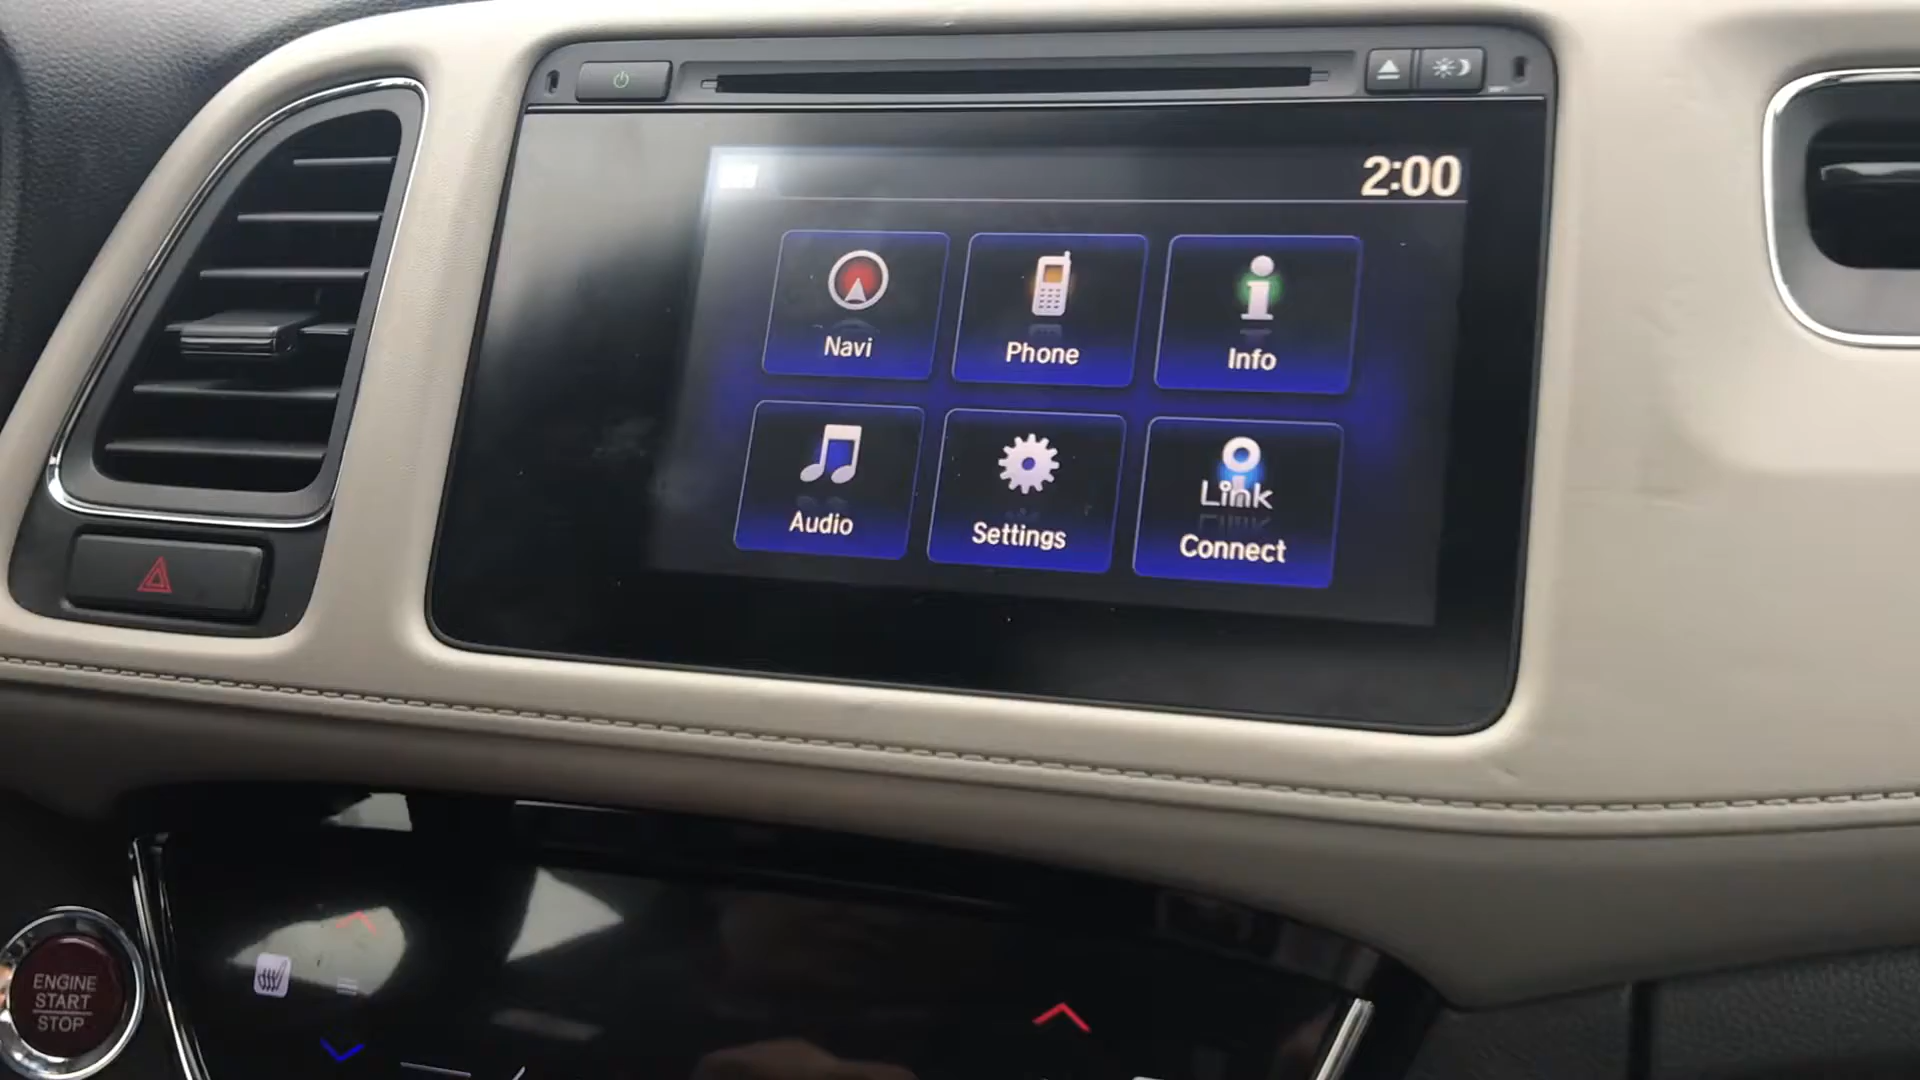 2:00
Navi
Phone
Info
Audio
Settings
Link
Connect
ENGINE
START
STOP